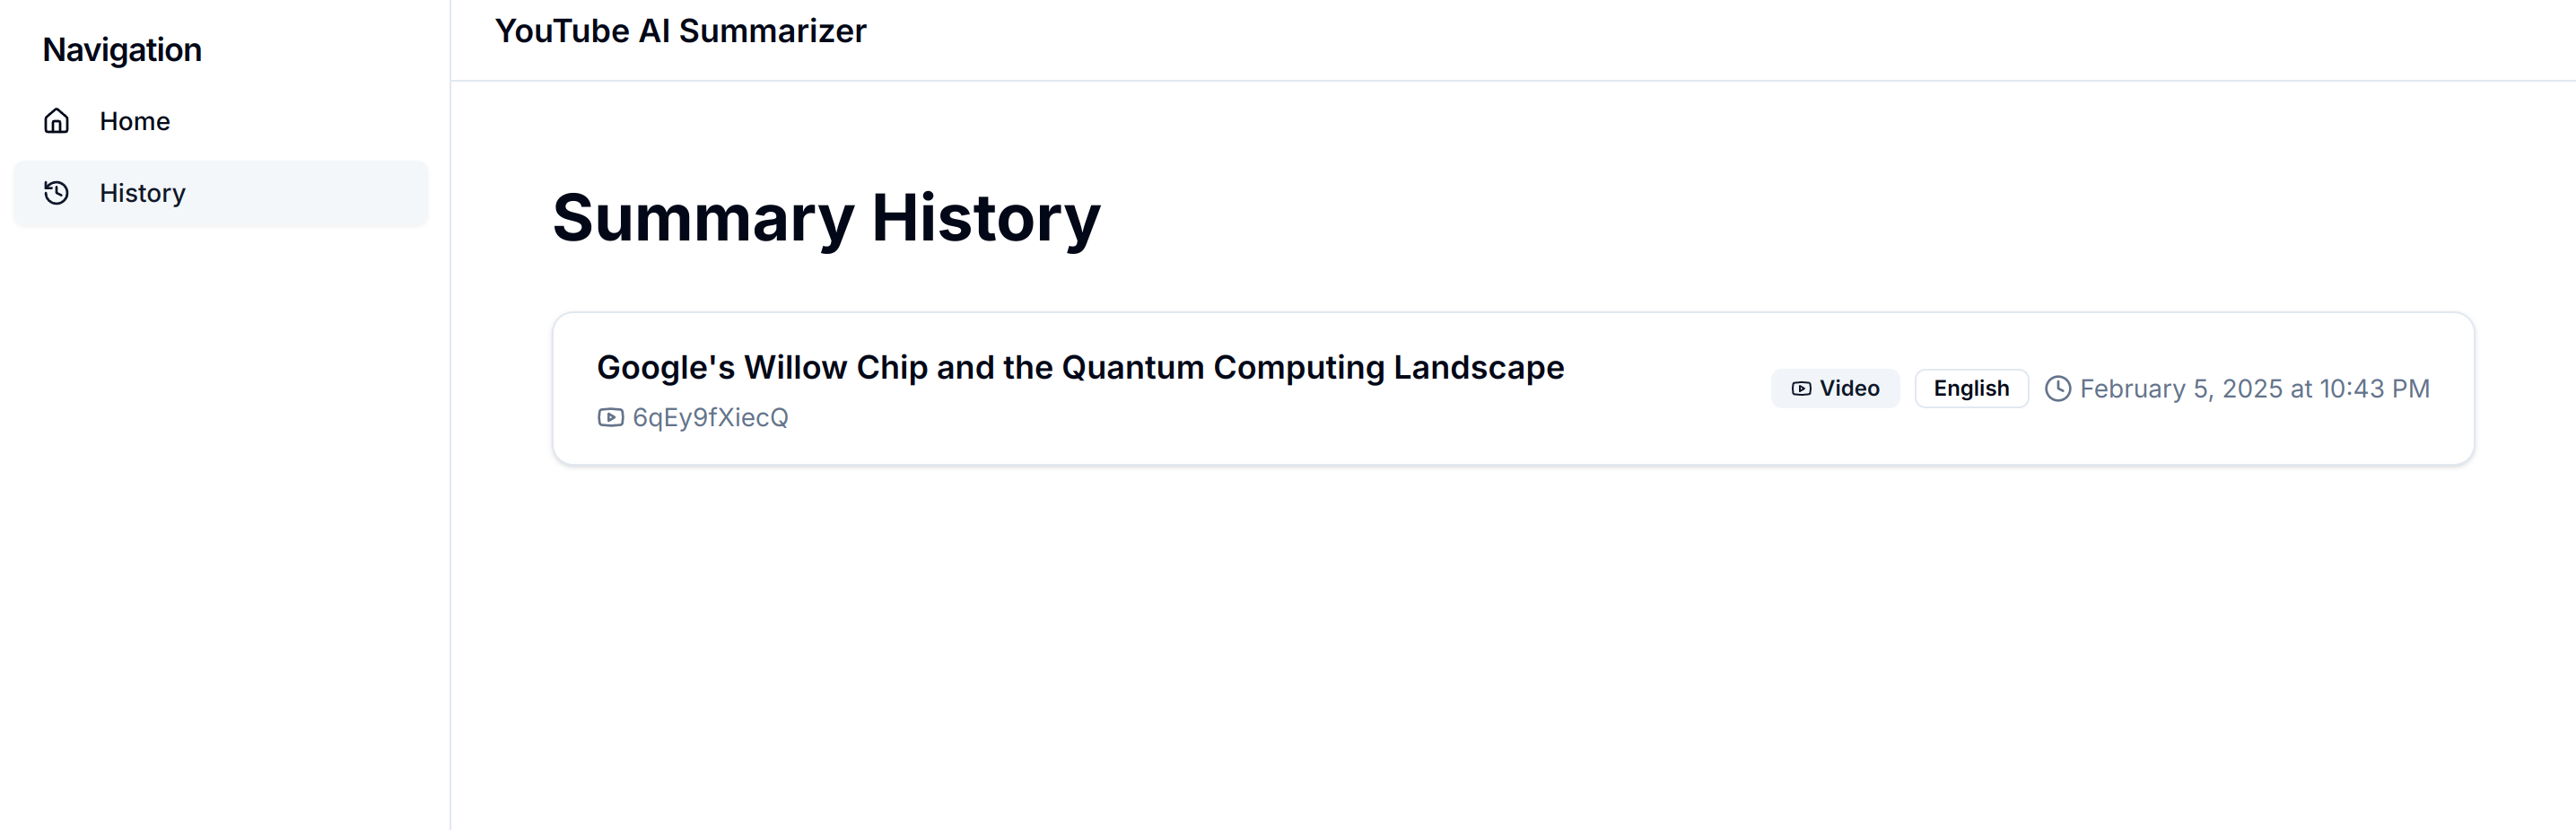 Navigation
Home
History
YouTube AI Summarizer
Summary History
Google's Willow Chip and the Quantum Computing Landscape
6qEy9fXiecQ
Video
English
February 5, 2025 at 10:43 PM